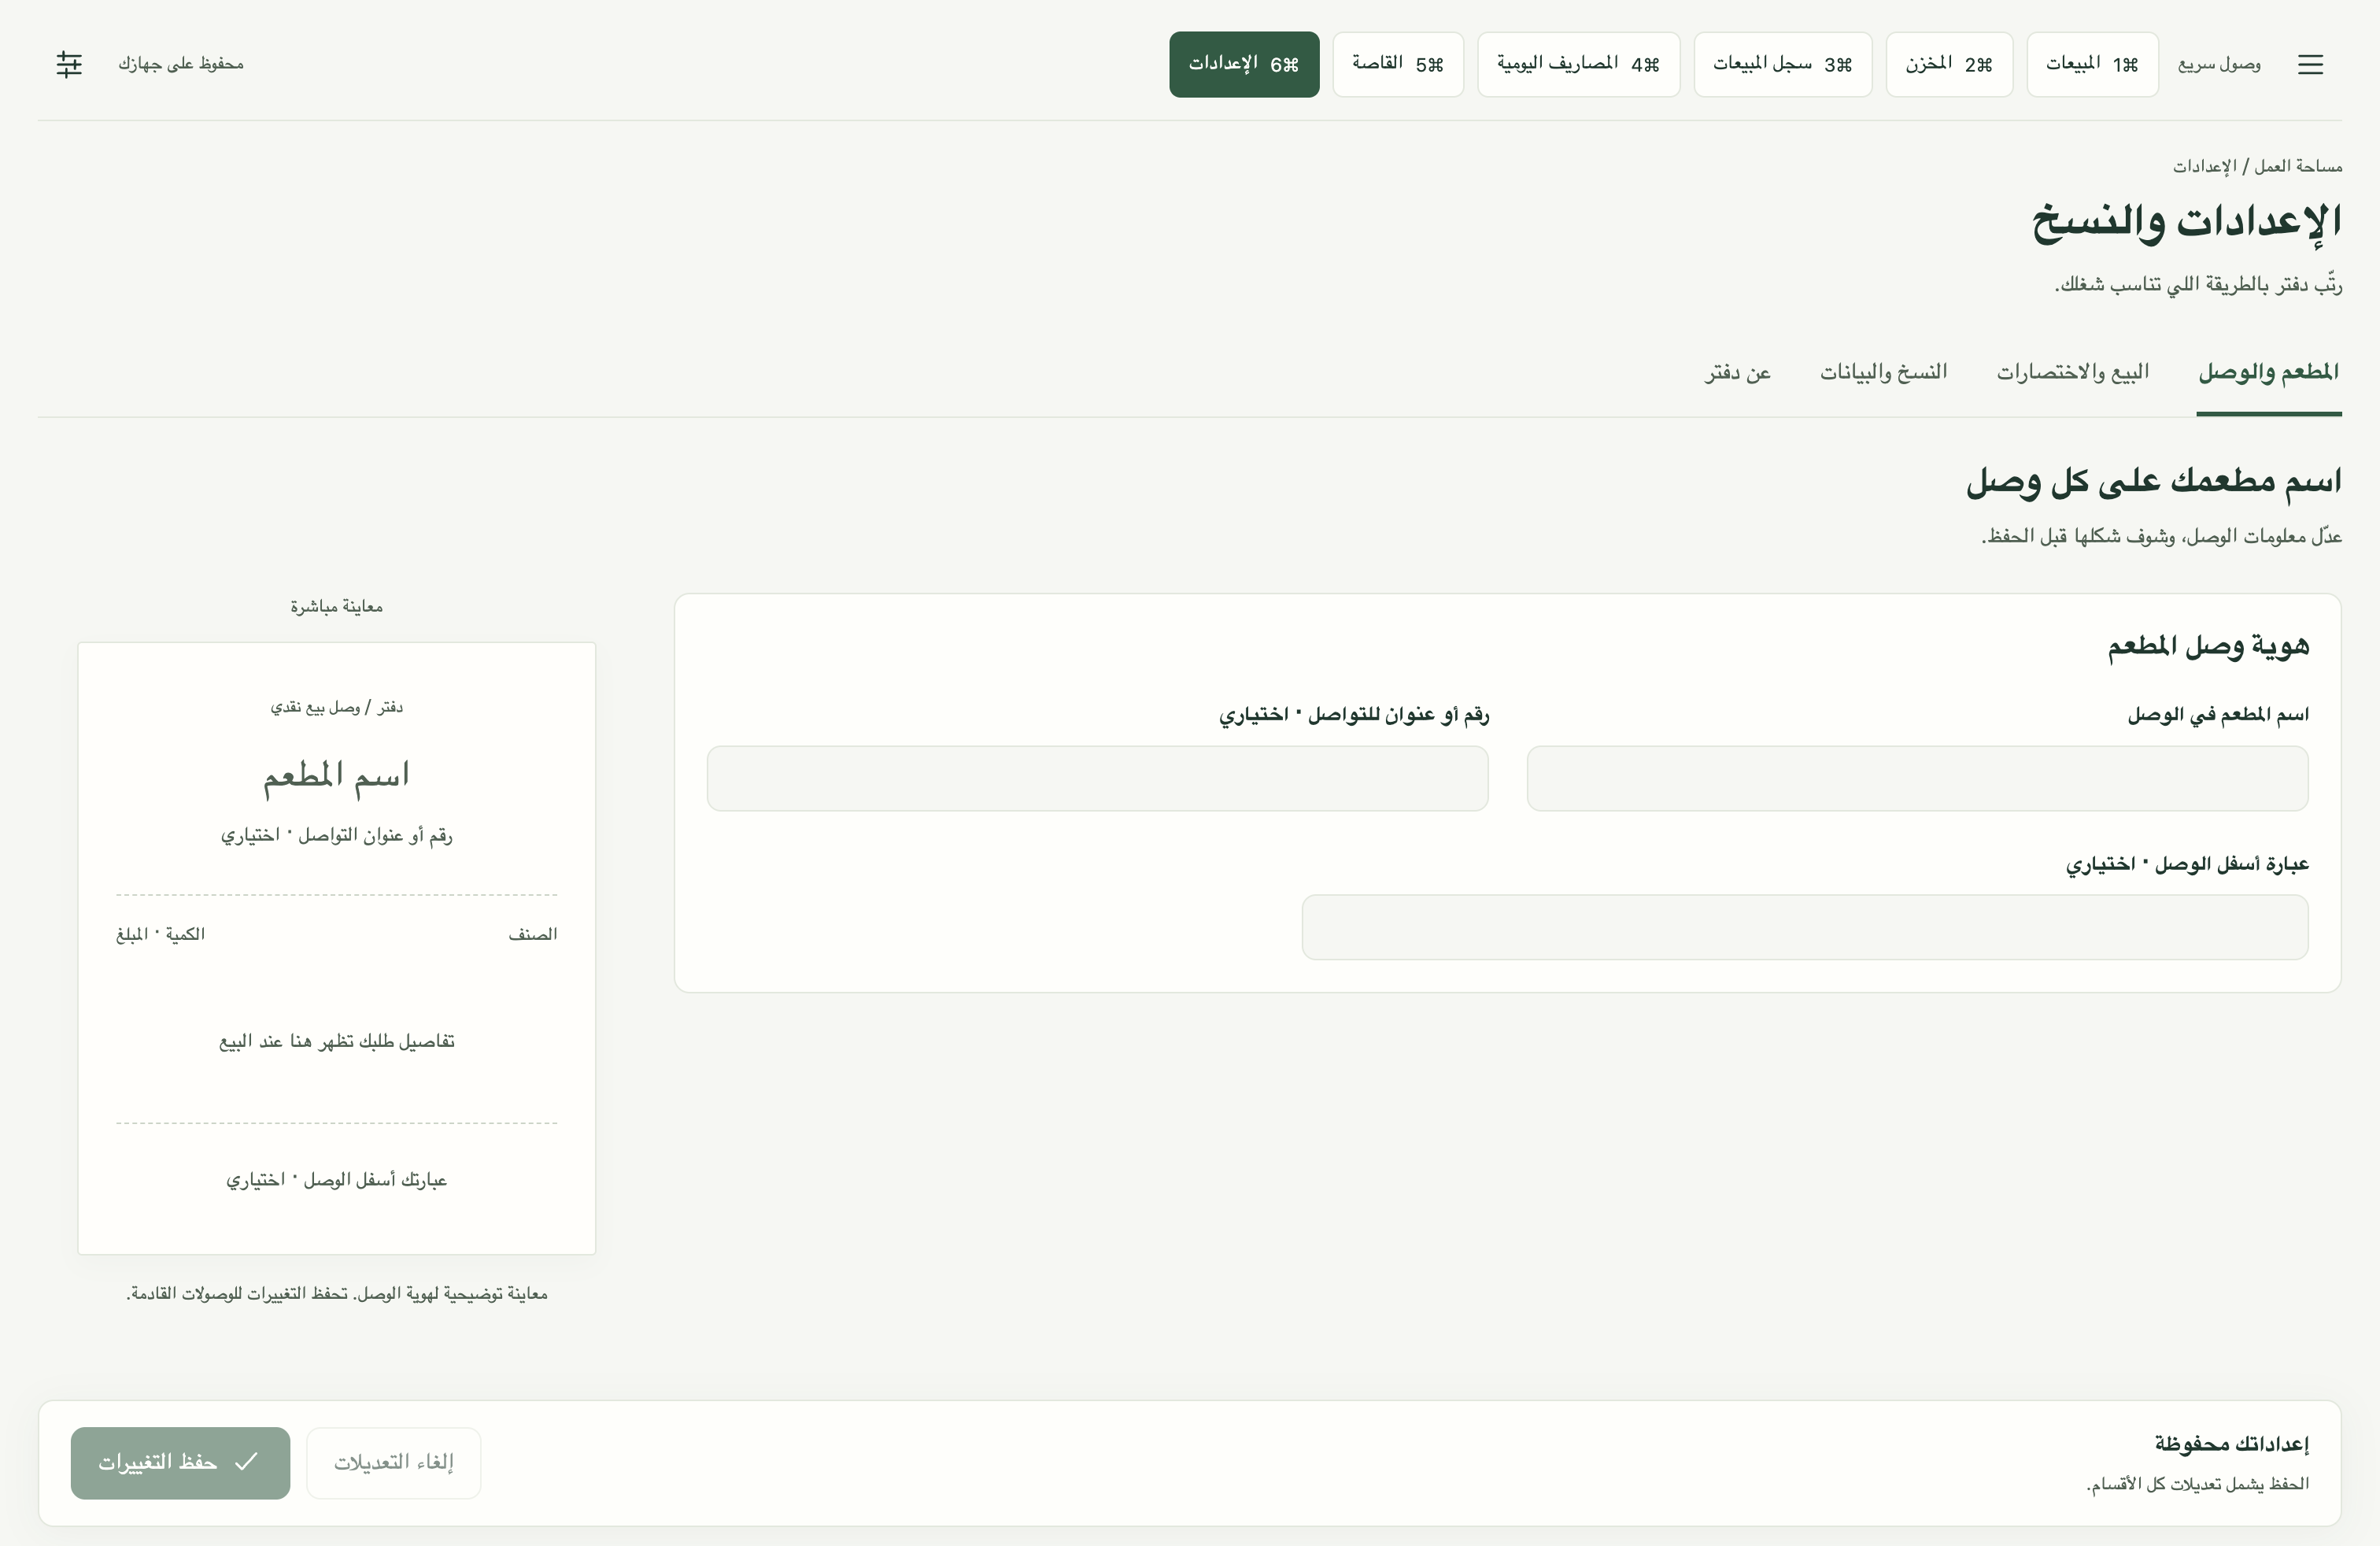 وصول سريع
⌘1 المبيعات
⌘2 المخزن
⌘3 سجل المبيعات
⌘4 المصاريف اليومية
⌘5 القاصة
⌘6 الإعدادات
محفوظ على جهازك
مساحة العمل / الإعدادات
الإعدادات والنسخ
رتّب دفتر بالطريقة اللي تناسب شغلك.
المطعم والوصل
البيع والاختصارات
النسخ والبيانات
عن دفتر
اسم مطعمك على كل وصل
عدّل معلومات الوصل، وشوف شكلها قبل الحفظ.
هوية وصل المطعم
اسم المطعم في الوصل
رقم أو عنوان للتواصل · اختياري
عبارة أسفل الوصل · اختياري
معاينة مباشرة
دفتر / وصل بيع نقدي
اسم المطعم
رقم أو عنوان التواصل · اختياري
الصنف
الكمية · المبلغ
تفاصيل طلبك تظهر هنا عند البيع
عبارتك أسفل الوصل · اختياري
معاينة توضيحية لهوية الوصل. تحفظ التغييرات للوصولات القادمة.
إعداداتك محفوظة
الحفظ يشمل تعديلات كل الأقسام.
إلغاء التعديلات
حفظ التغييرات